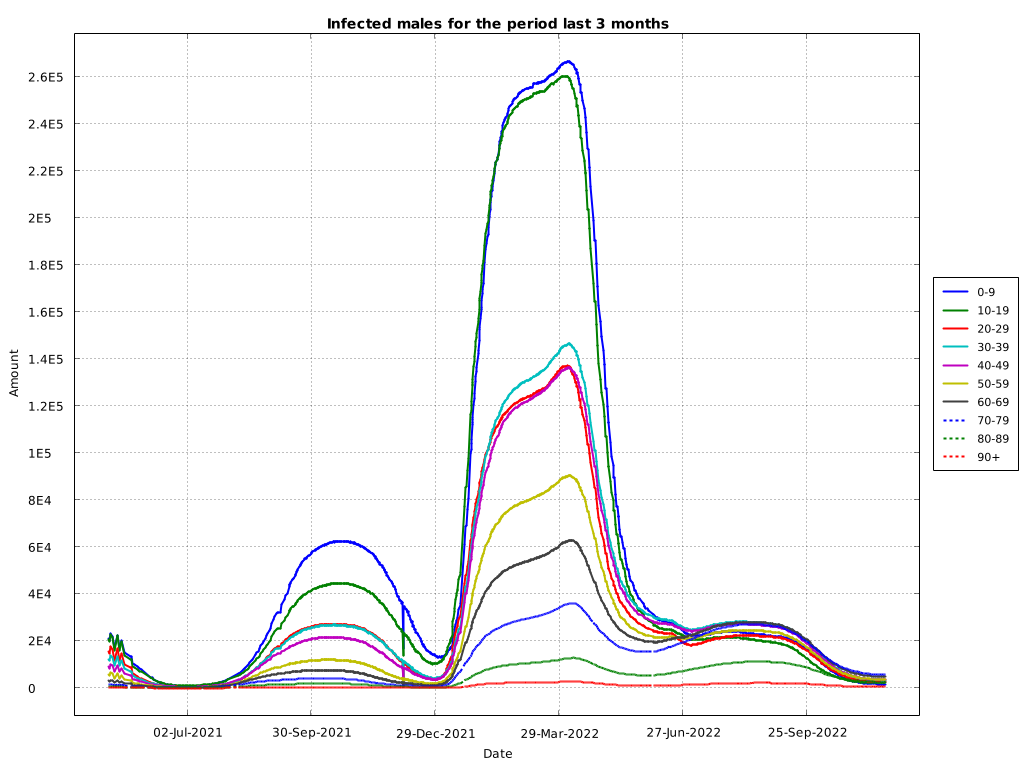 Infected males for the period last 3 months
2.6E5
2.4E5
2.2E5
2E5
1.8E5
1.6E5
1.4E5
1.2E5
1E5
8E4
6E4
4E4
2E4
0
Amount
02-Jul-2021
30-Sep-2021
29-Dec-2021
29-Mar-2022
27-Jun-2022
25-Sep-2022
Date
0-9
10-19
20-29
30-39
40-49
50-59
60-69
70-79
80-89
90+